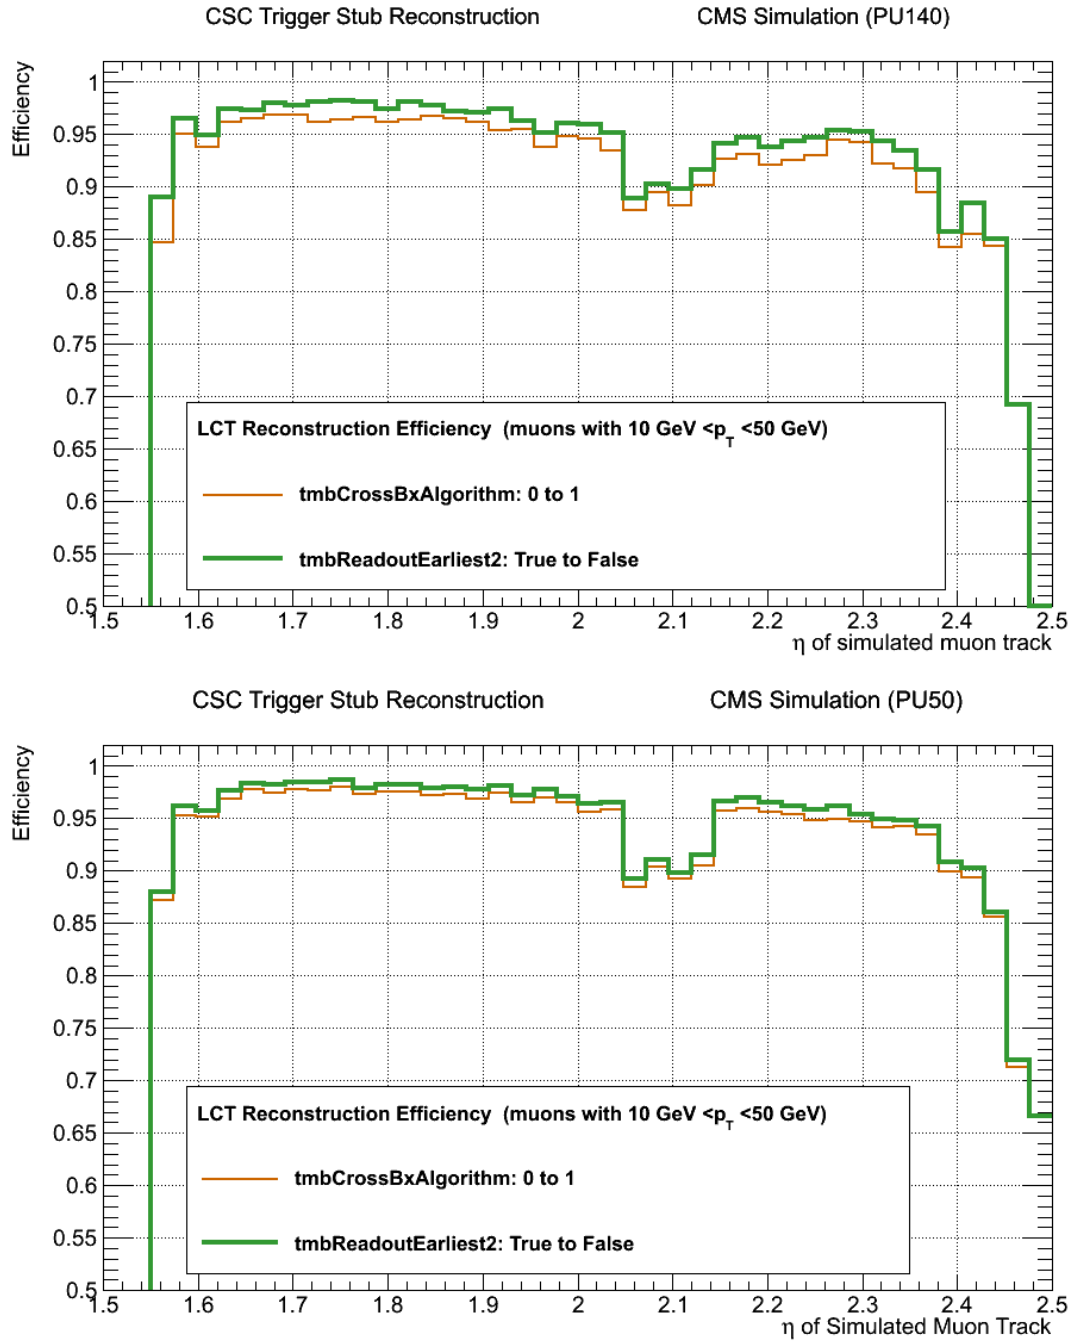 CSC Trigger Stub Reconstruction CMS Simulation (PU140)
Efficiency
1
0.95
0.9
0.85
0.8
0.75
0.7
0.65
0.6
0.55
0.5
LCT Reconstruction Efficiency (muons with 10 GeV <p_T <50 GeV)
tmbCrossBxAlgorithm: 0 to 1
tmbReadoutEarliest2: True to False
1.5 1.6 1.7 1.8 1.9 2 2.1 2.2 2.3 2.4 2.5
η of simulated muon track
CSC Trigger Stub Reconstruction CMS Simulation (PU50)
Efficiency
1
0.95
0.9
0.85
0.8
0.75
0.7
0.65
0.6
0.55
0.5
LCT Reconstruction Efficiency (muons with 10 GeV <p_T <50 GeV)
tmbCrossBxAlgorithm: 0 to 1
tmbReadoutEarliest2: True to False
1.5 1.6 1.7 1.8 1.9 2 2.1 2.2 2.3 2.4 2.5
η of Simulated Muon Track